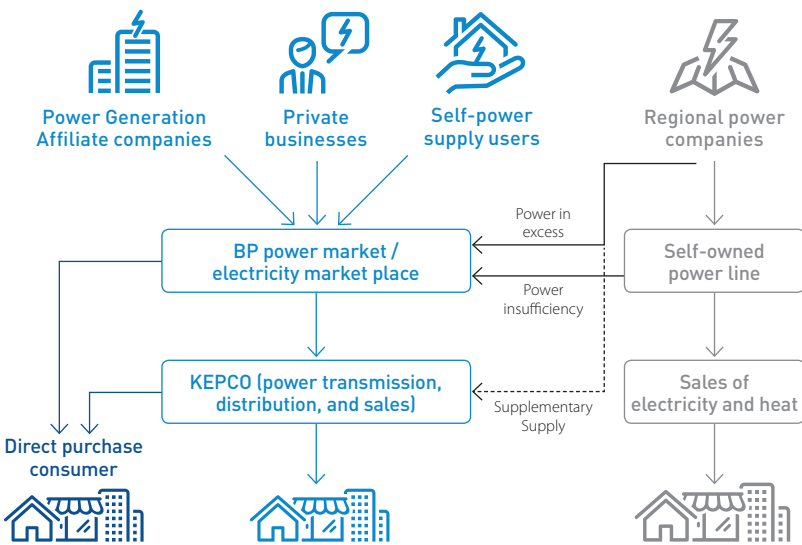 Power Generation
Affiliate companies
Private
businesses
Self-power
supply users
Regional power
companies
Power in
excess
BP power market /
electricity market place
Self-owned
power line
Power
insufficiency
KEPCO (power transmission,
distribution, and sales)
Sales of
electricity and heat
Supplementary
Supply
Direct purchase
consumer